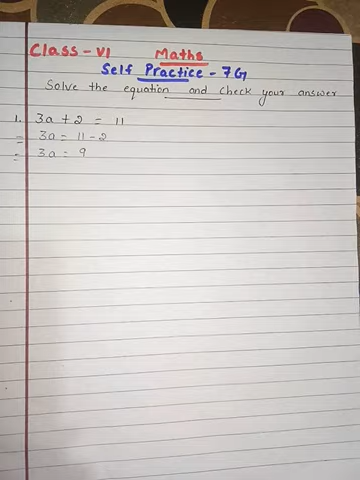 Class - VI Maths
Self Practice - 7G
Solve the equation and check your answer
1. 3a + 2 = 11
= 3a = 11 - 2
= 3a = 9